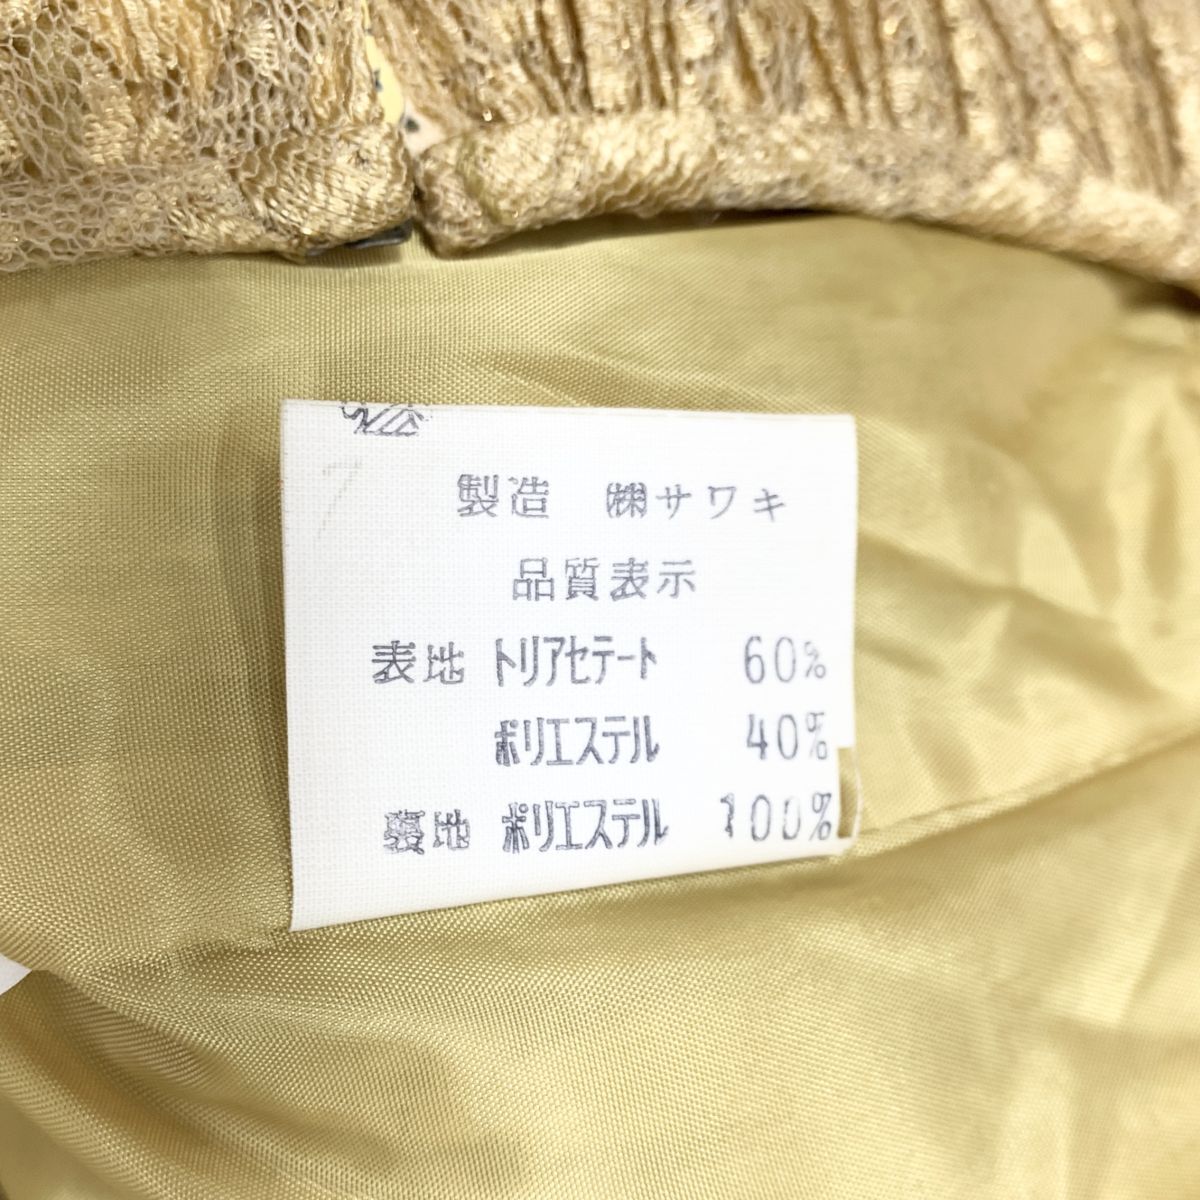 製造 ㈱サワキ
品質表示
表地 トリアセテート 60%
ポリエステル 40%
裏地 ポリエステル 100%